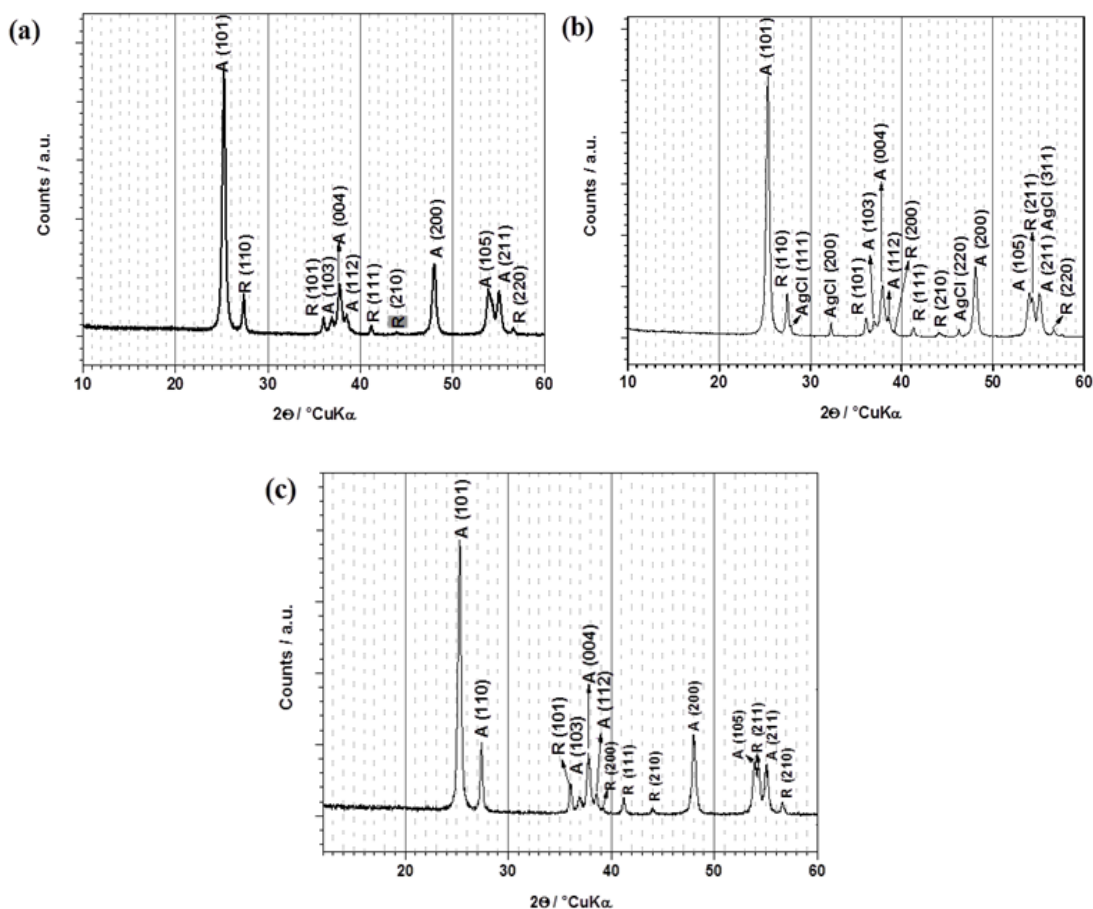 (a)
Counts / a.u.
A (101)
R (110)
R (101)
A (103)
A (004)
A (112)
R (111)
R (210)
A (200)
A (105)
A (211)
R (220)
10 20 30 40 50 60
2Θ / °CuKα
(b)
Counts / a.u.
A (101)
R (110)
AgCl (111)
AgCl (200)
R (101)
A (103)
A (004)
A (112)
R (200)
R (111)
R (210)
AgCl (220)
A (200)
A (105)
R (211)
A (211) AgCl (311)
R (220)
10 20 30 40 50 60
2Θ / °CuKα
(c)
Counts / a.u.
A (101)
A (110)
R (101)
A (103)
A (004)
A (112)
R (200)
R (111)
R (210)
A (200)
A (105)
R (211)
A (211)
R (210)
20 30 40 50 60
2Θ / °CuKα